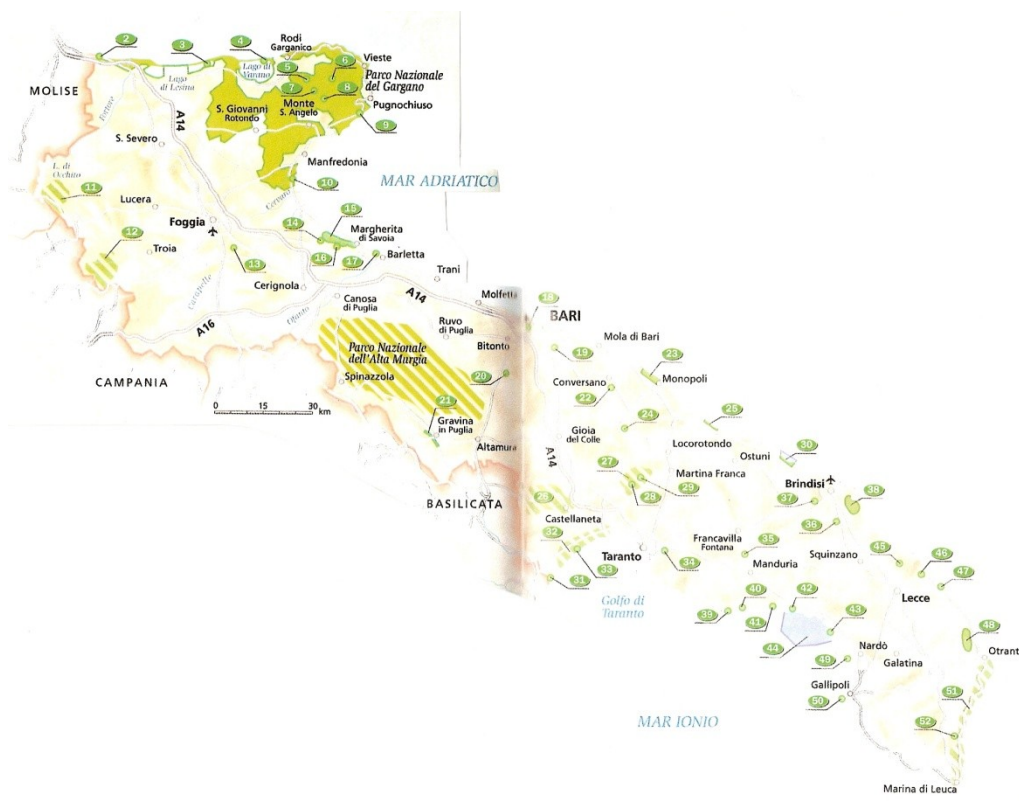 2
3
4
Rodi
Garganico
Vieste
Lago
di Lesina
Lago di
Varano
5
6
Parco Nazionale
del Gargano
MOLISE
7
8
Pugnochiuso
Fortore
A14
S. Giovanni
Rotondo
Monte
S. Angelo
9
S. Severo
Manfredonia
L. di
Occhito
10
MAR ADRIATICO
11
Lucera
Cervaro
Foggia
15
14
Margherita
di Savoia
12
Troia
13
16
17
Barletta
Cerignola
Trani
Carapelle
Ofanto
Canosa
di Puglia
A14
Molfetta
18
BARI
A16
Ruvo
di Puglia
Mola di Bari
Parco Nazionale
dell'Alta Murgia
Bitonto
19
23
CAMPANIA
Spinazzola
20
Conversano
Monopoli
22
0 15 30
km
21
24
25
Gravina
in Puglia
Gioia
del Colle
Altamura
A14
Locorotondo
Ostuni
30
27
Martina Franca
Brindisi
28
29
37
38
BASILICATA
26
Castellaneta
36
32
Francavilla
Fontana
35
Taranto
Squinzano
45
46
33
34
Manduria
47
31
Lecce
Golfo di
Taranto
40
42
39
41
43
48
44
Nardò
Otrant
49
Galatina
Gallipoli
50
51
MAR IONIO
52
Marina di Leuca